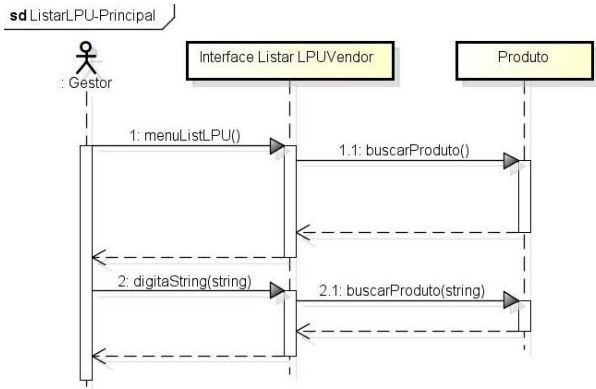 sd ListarLPU-Principal
: Gestor
Interface Listar LPUVendor
Produto
1: menuListLPU()
1.1: buscarProduto()
2: digitaString(string)
2.1: buscarProduto(string)